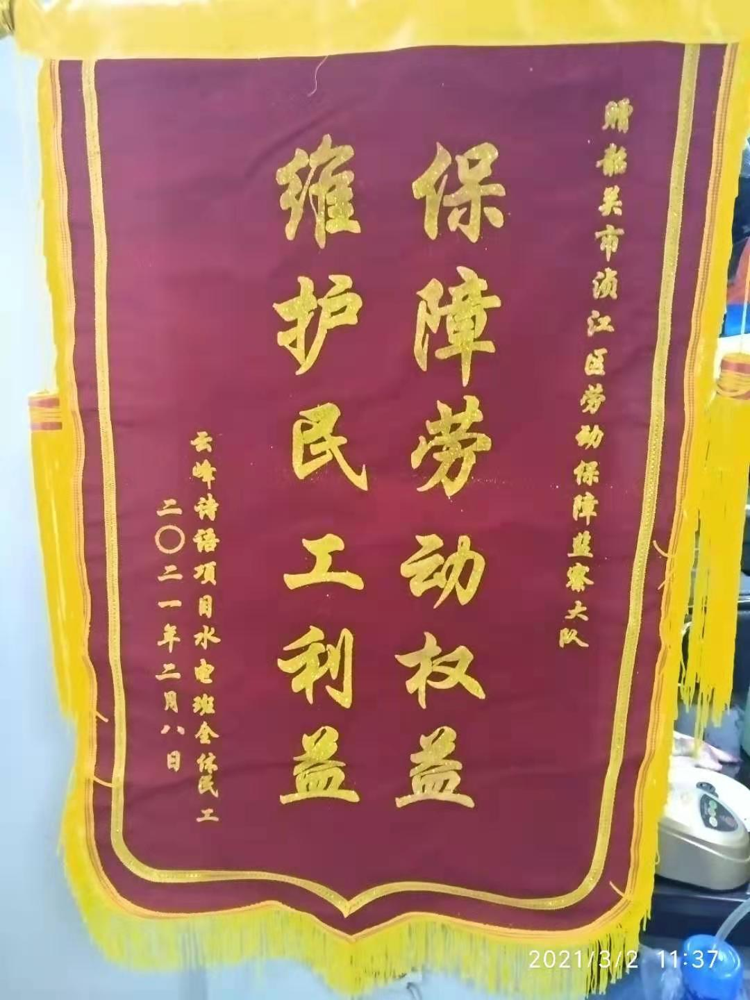 赠韶关市浈江区劳动保障监察大队
保障劳动权益
维护民工利益
云峰诗语项目水电班全体民工
二〇二一年二月八日
2021/3/2 11:37